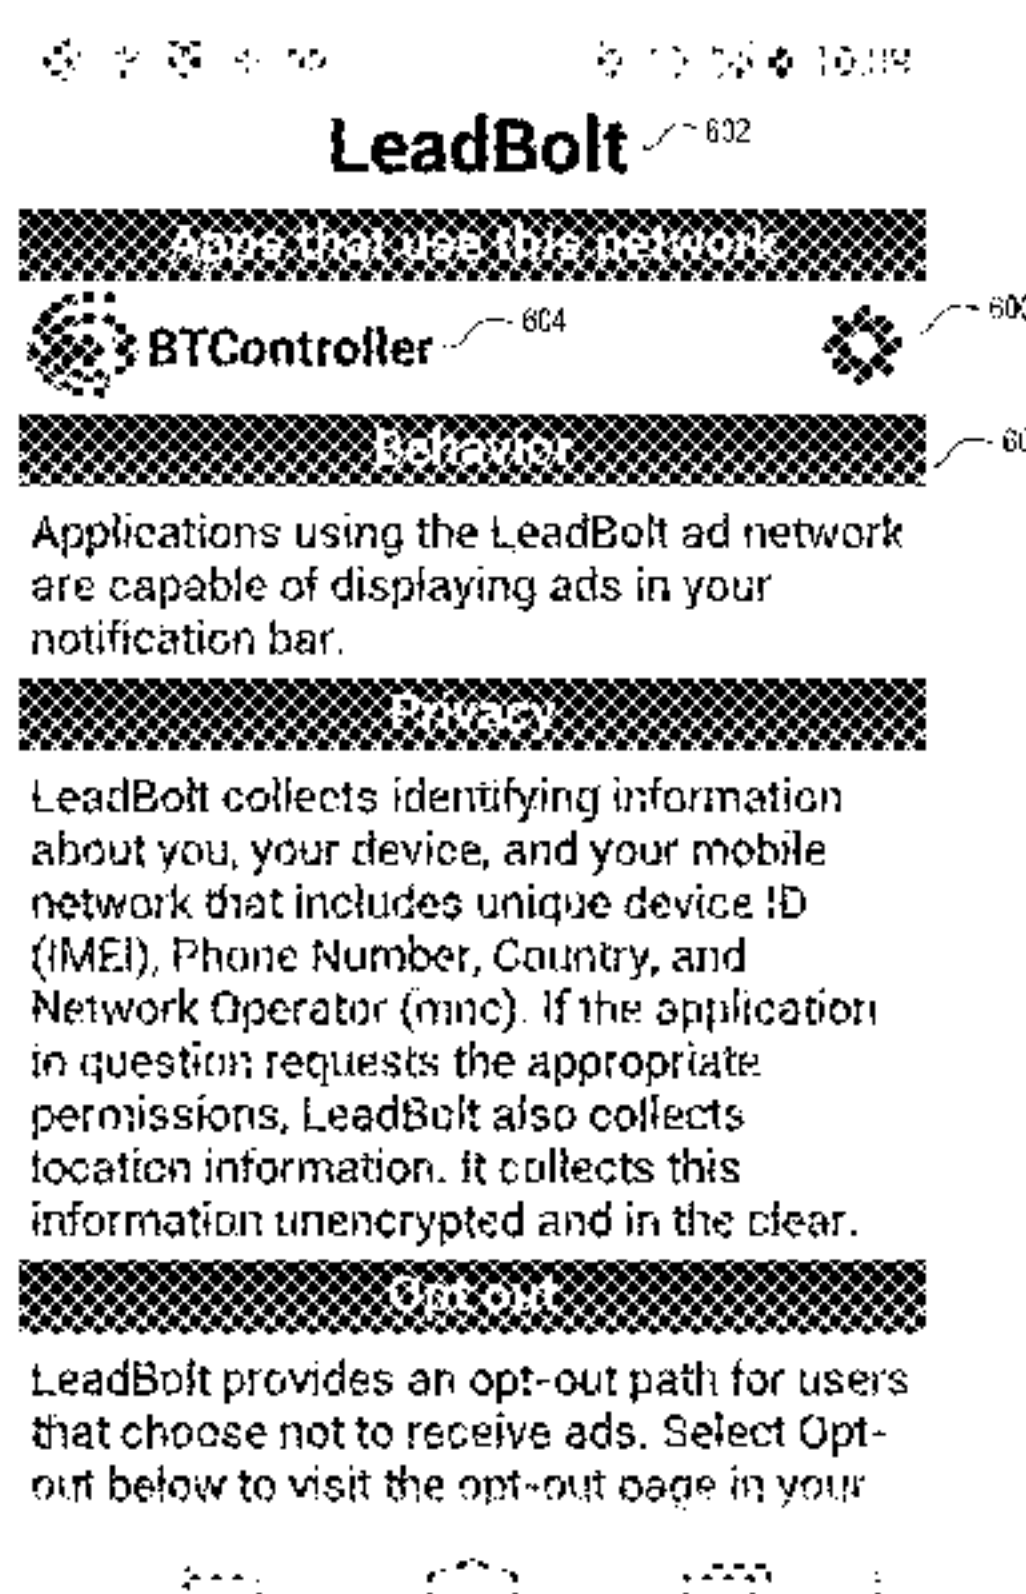 LeadBolt 602
Apps that use this network
BTController 604
Behavior
Applications using the LeadBolt ad network
are capable of displaying ads in your
notification bar.
Privacy
LeadBolt collects identifying information
about you, your device, and your mobile
network that includes unique device ID
(IMEI), Phone Number, Country, and
Network Operator (mnc). If the application
in question requests the appropriate
permissions, LeadBolt also collects
location information. It collects this
information unencrypted and in the clear.
Opt out
LeadBolt provides an opt-out path for users
that choose not to receive ads. Select Opt-
out below to visit the opt-out page in your